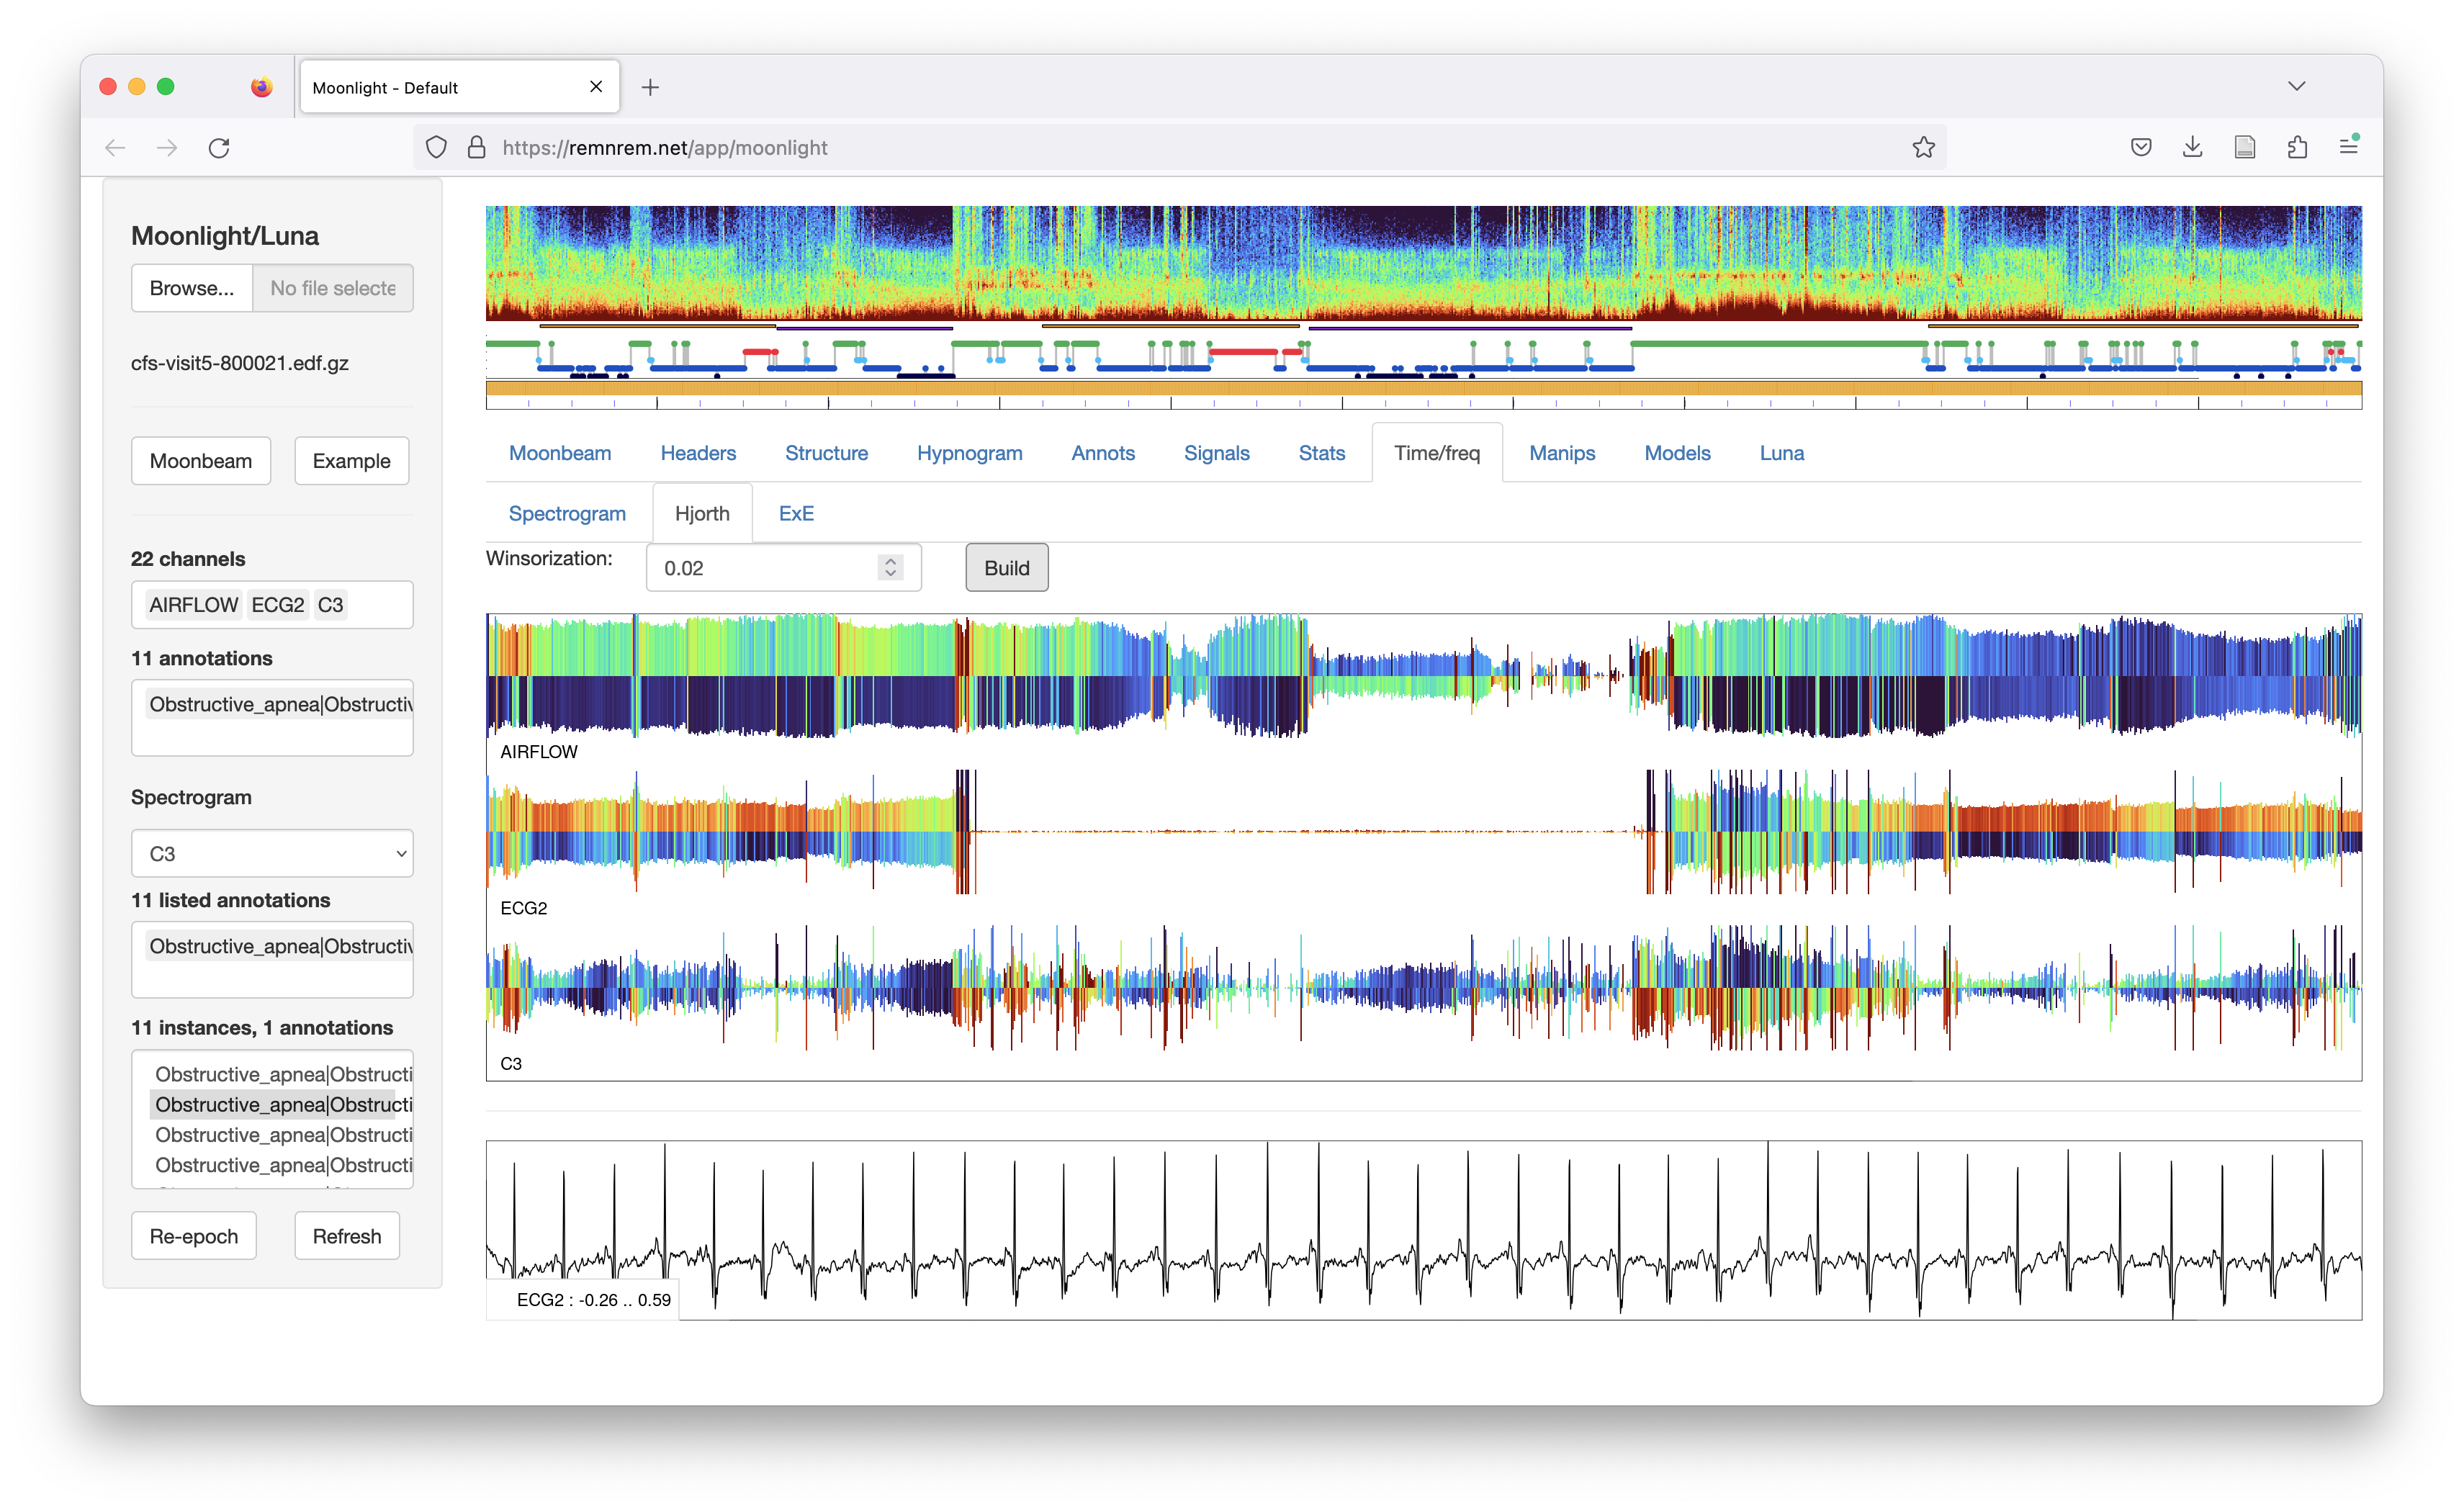 Moonlight - Default
https://remnrem.net/app/moonlight
Moonlight/Luna
Browse... No file selecte
cfs-visit5-800021.edf.gz
Moonbeam Example
22 channels
AIRFLOW ECG2 C3
11 annotations
Obstructive_apnea|Obstructiv
Spectrogram
C3
11 listed annotations
Obstructive_apnea|Obstructiv
11 instances, 1 annotations
Obstructive_apnea|Obstructi
Obstructive_apnea|Obstructi
Obstructive_apnea|Obstructi
Obstructive_apnea|Obstructi
Re-epoch Refresh
Moonbeam Headers Structure Hypnogram Annots Signals Stats Time/freq Manips Models Luna
Spectrogram Hjorth ExE
Winsorization: 0.02 Build
AIRFLOW
ECG2
C3
ECG2 : -0.26 .. 0.59